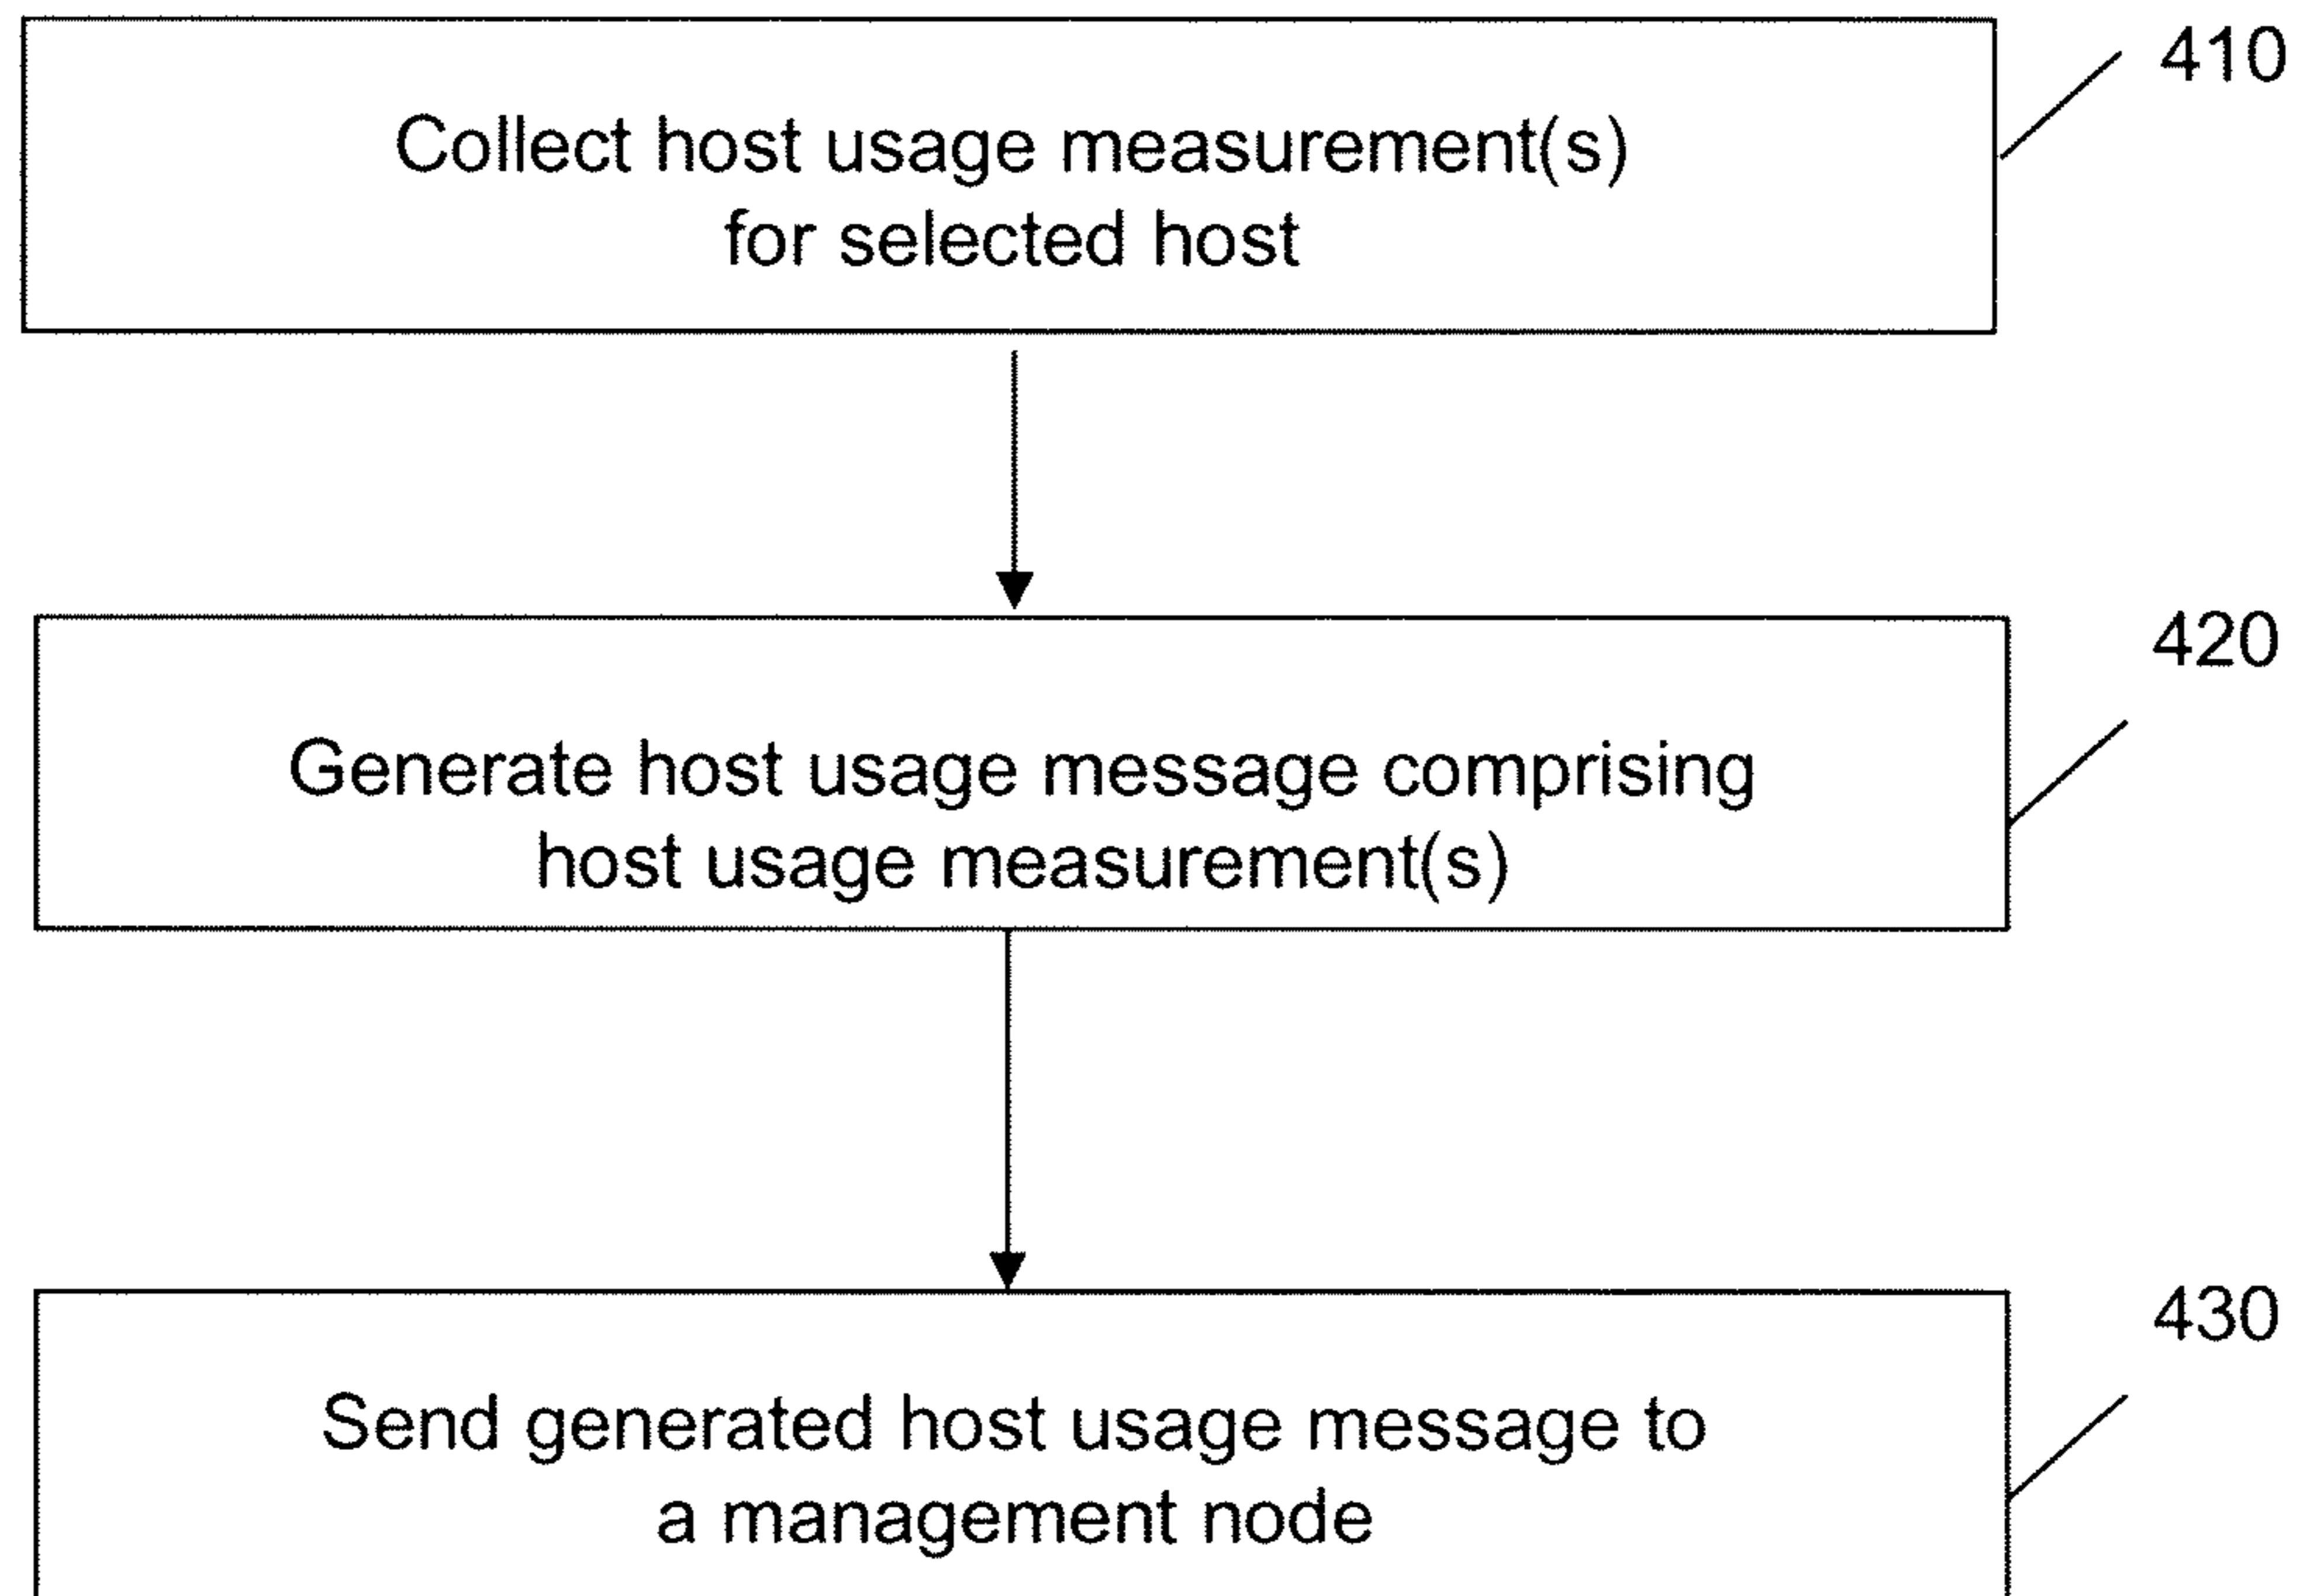 410
Collect host usage measurement(s)
for selected host
420
Generate host usage message comprising
host usage measurement(s)
430
Send generated host usage message to
a management node